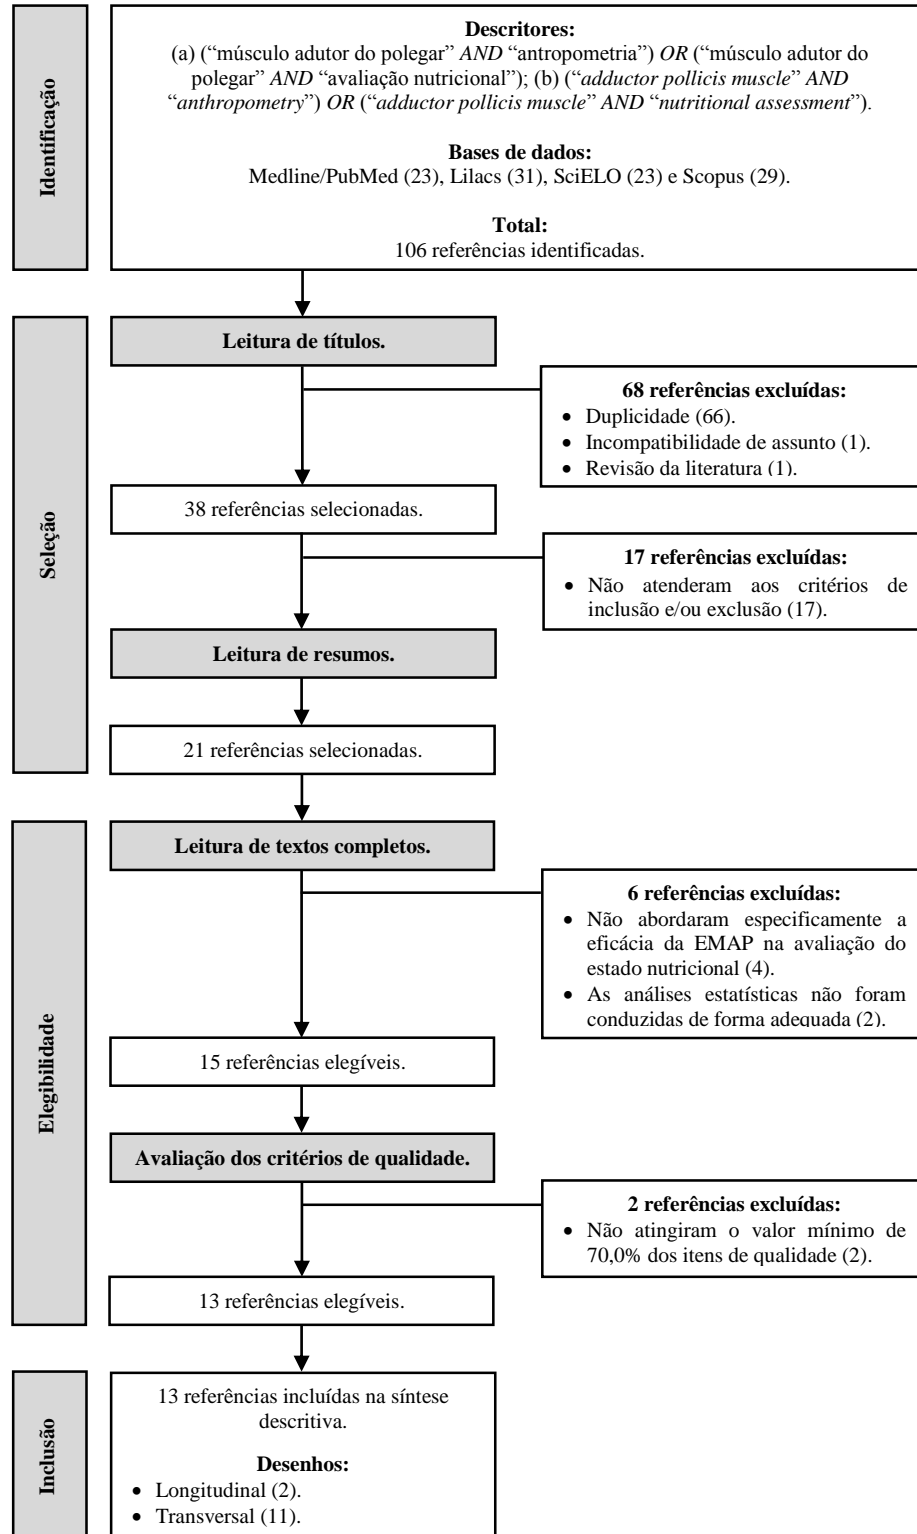 Identificação
Descritores:
(a) (“músculo adutor do polegar” AND “antropometria”) OR (“músculo adutor do
polegar” AND “avaliação nutricional”); (b) (“adductor pollicis muscle” AND
“anthropometry”) OR (“adductor pollicis muscle” AND “nutritional assessment”).
Bases de dados:
Medline/PubMed (23), Lilacs (31), SciELO (23) e Scopus (29).
Total:
106 referências identificadas.
Seleção
Leitura de títulos.
68 referências excluídas:
• Duplicidade (66).
• Incompatibilidade de assunto (1).
• Revisão da literatura (1).
38 referências selecionadas.
17 referências excluídas:
• Não atenderam aos critérios de
inclusão e/ou exclusão (17).
Leitura de resumos.
21 referências selecionadas.
Elegibilidade
Leitura de textos completos.
6 referências excluídas:
• Não abordaram especificamente a
eficácia da EMAP na avaliação do
estado nutricional (4).
• As análises estatísticas não foram
conduzidas de forma adequada (2).
15 referências elegíveis.
Avaliação dos critérios de qualidade.
2 referências excluídas:
• Não atingiram o valor mínimo de
70,0% dos itens de qualidade (2).
13 referências elegíveis.
Inclusão
13 referências incluídas na síntese
descritiva.
Desenhos:
• Longitudinal (2).
• Transversal (11).